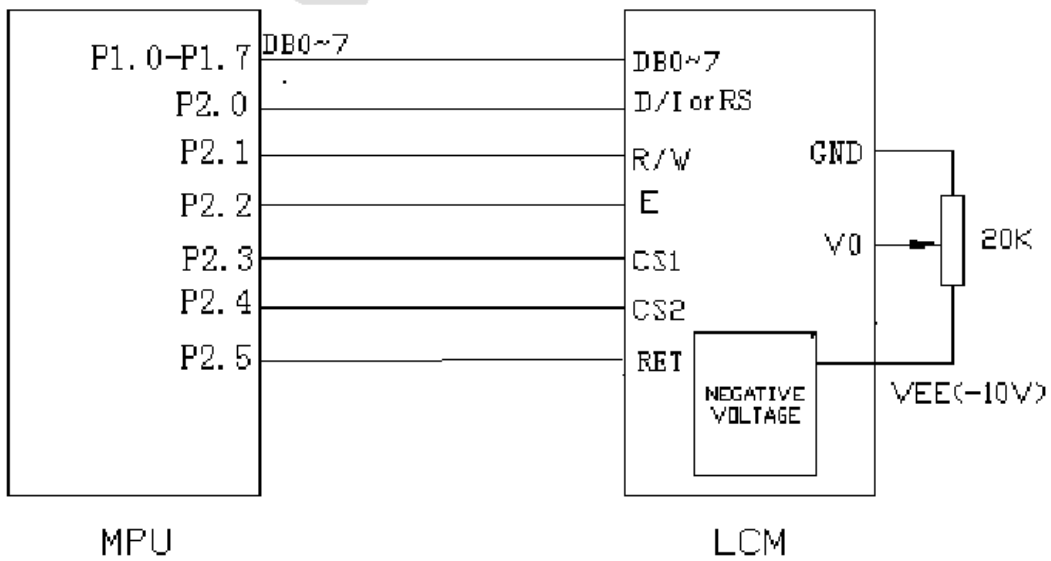 P1.0-P1.7
DB0~7
DB0~7
P2.0
D/I or RS
P2.1
R/W
GND
P2.2
E
P2.3
CS1
V0
20K
P2.4
CS2
P2.5
RET
NEGATIVE
VOLTAGE
VEE(-10V)
MPU
LCM